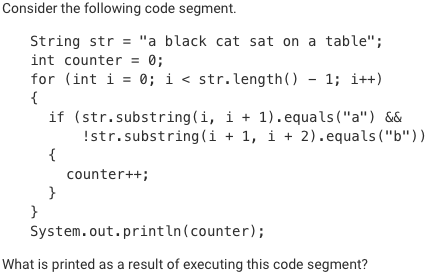 Consider the following code segment.
String str = "a black cat sat on a table";
int counter = 0;
for (int i = 0; i < str.length() - 1; i++)
{
if (str.substring(i, i + 1).equals("a") &&
!str.substring(i + 1, i + 2).equals("b"))
{
counter++;
}
}
System.out.println(counter);
What is printed as a result of executing this code segment?